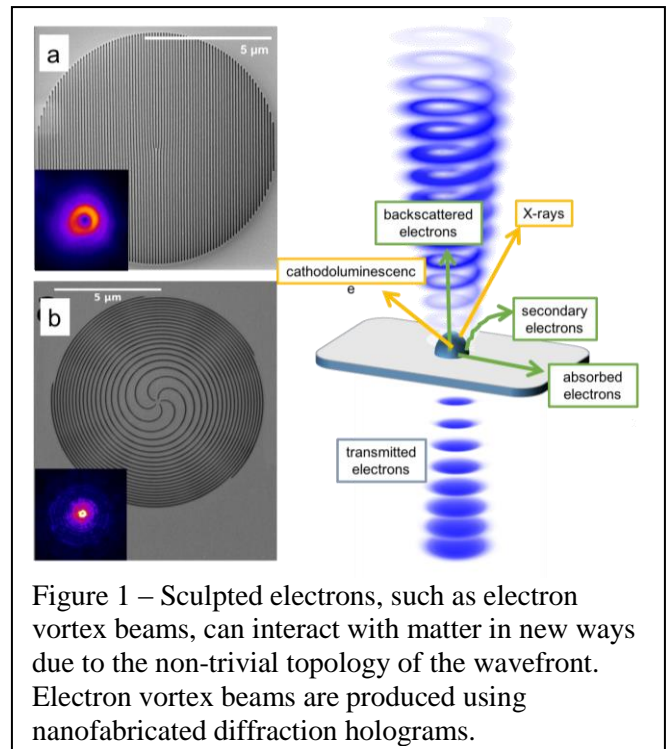 a
5 µm
b
5 µm
backscattered
electrons
X-rays
cathodoluminescenc
e
secondary
electrons
absorbed
electrons
transmitted
electrons
Figure 1 – Sculpted electrons, such as electron
vortex beams, can interact with matter in new ways
due to the non-trivial topology of the wavefront.
Electron vortex beams are produced using
nanofabricated diffraction holograms.